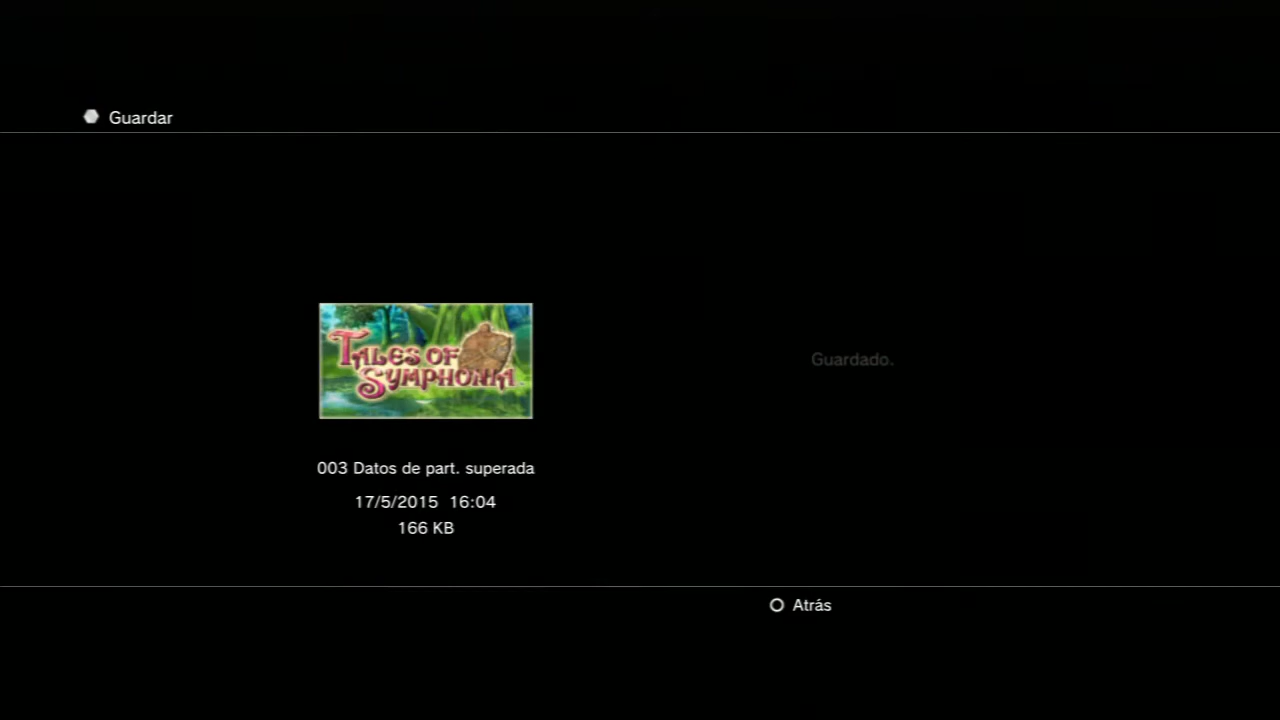 Guardar
TALES OF
SYMPHONIA
Guardado.
003 Datos de part. superada
17/5/2015 16:04
166 KB
Atrás